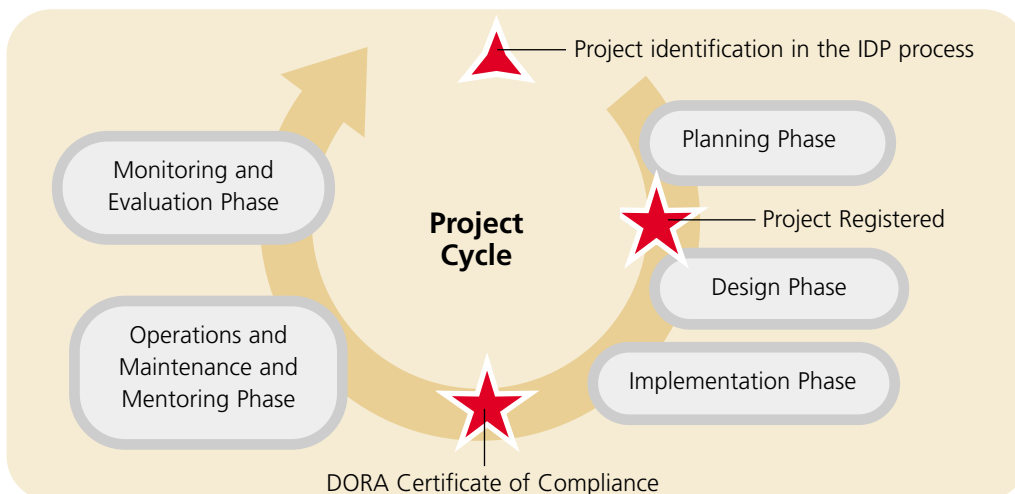 Project identification in the IDP process
Planning Phase
Project Registered
Design Phase
Implementation Phase
DORA Certificate of Compliance
Operations and
Maintenance and
Mentoring Phase
Monitoring and
Evaluation Phase
Project
Cycle